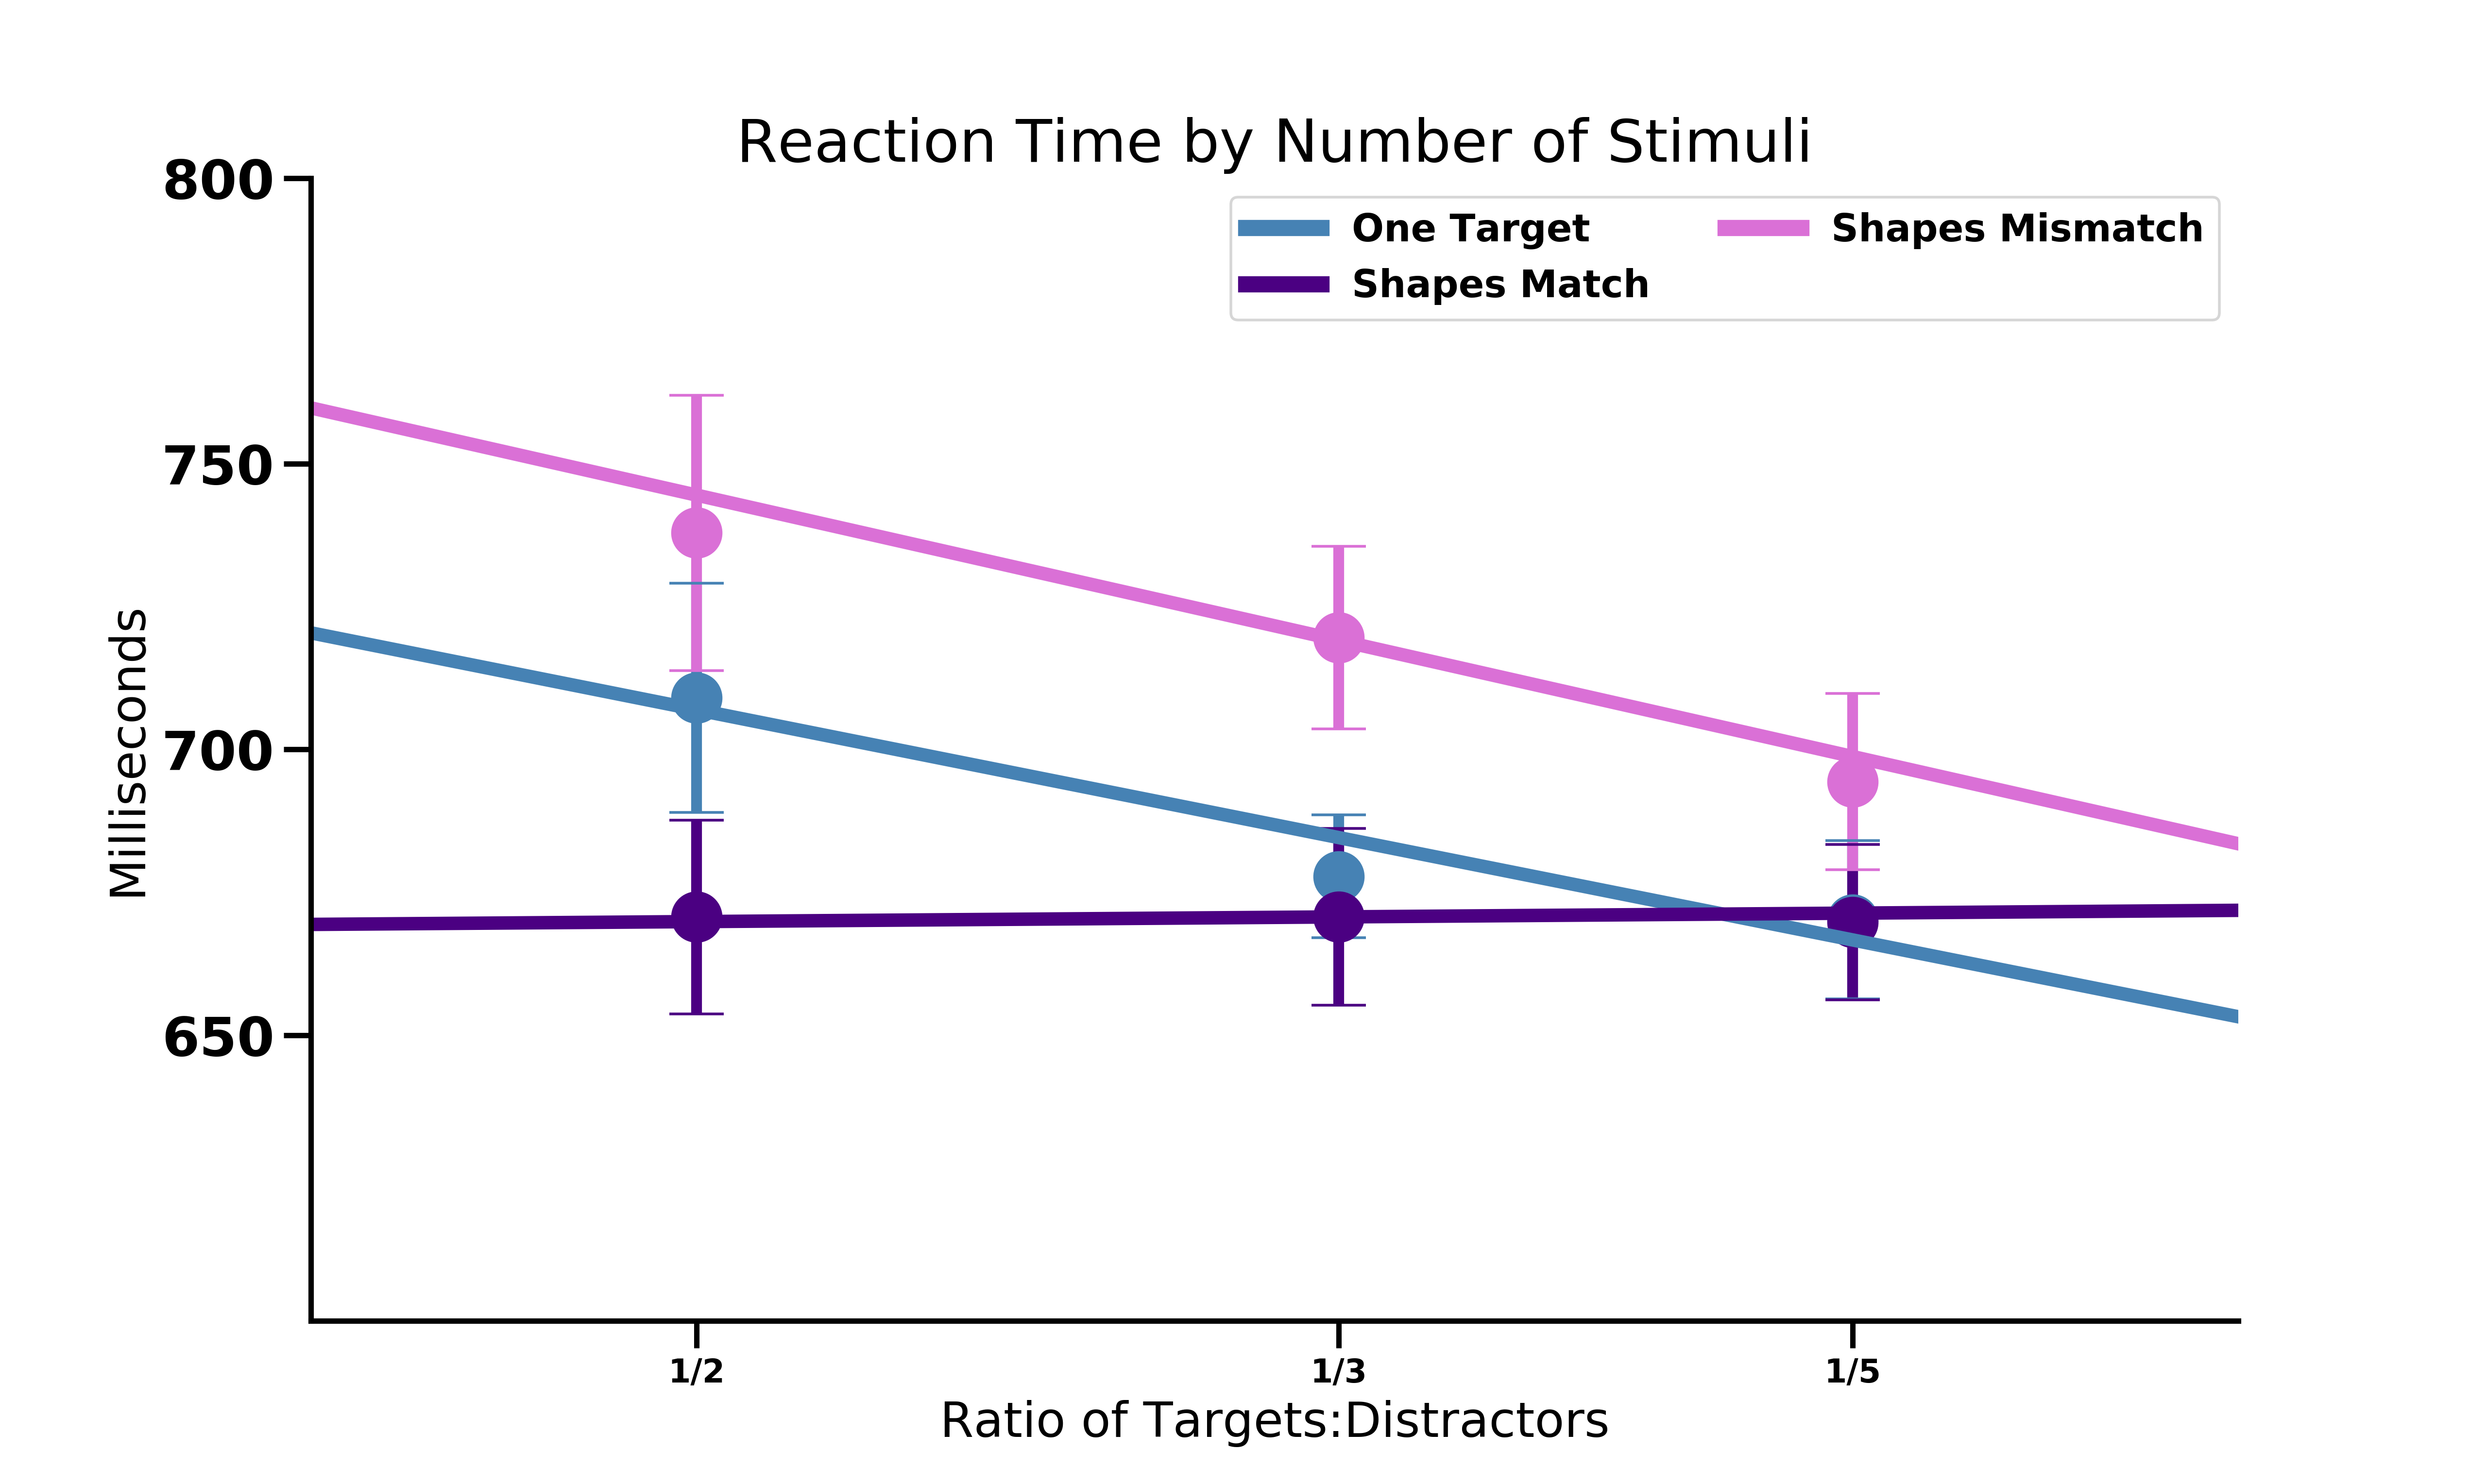 Reaction Time by Number of Stimuli
800
One Target
Shapes Mismatch
Shapes Match
750
700
650
Milliseconds
1/2
1/3
1/5
Ratio of Targets:Distractors